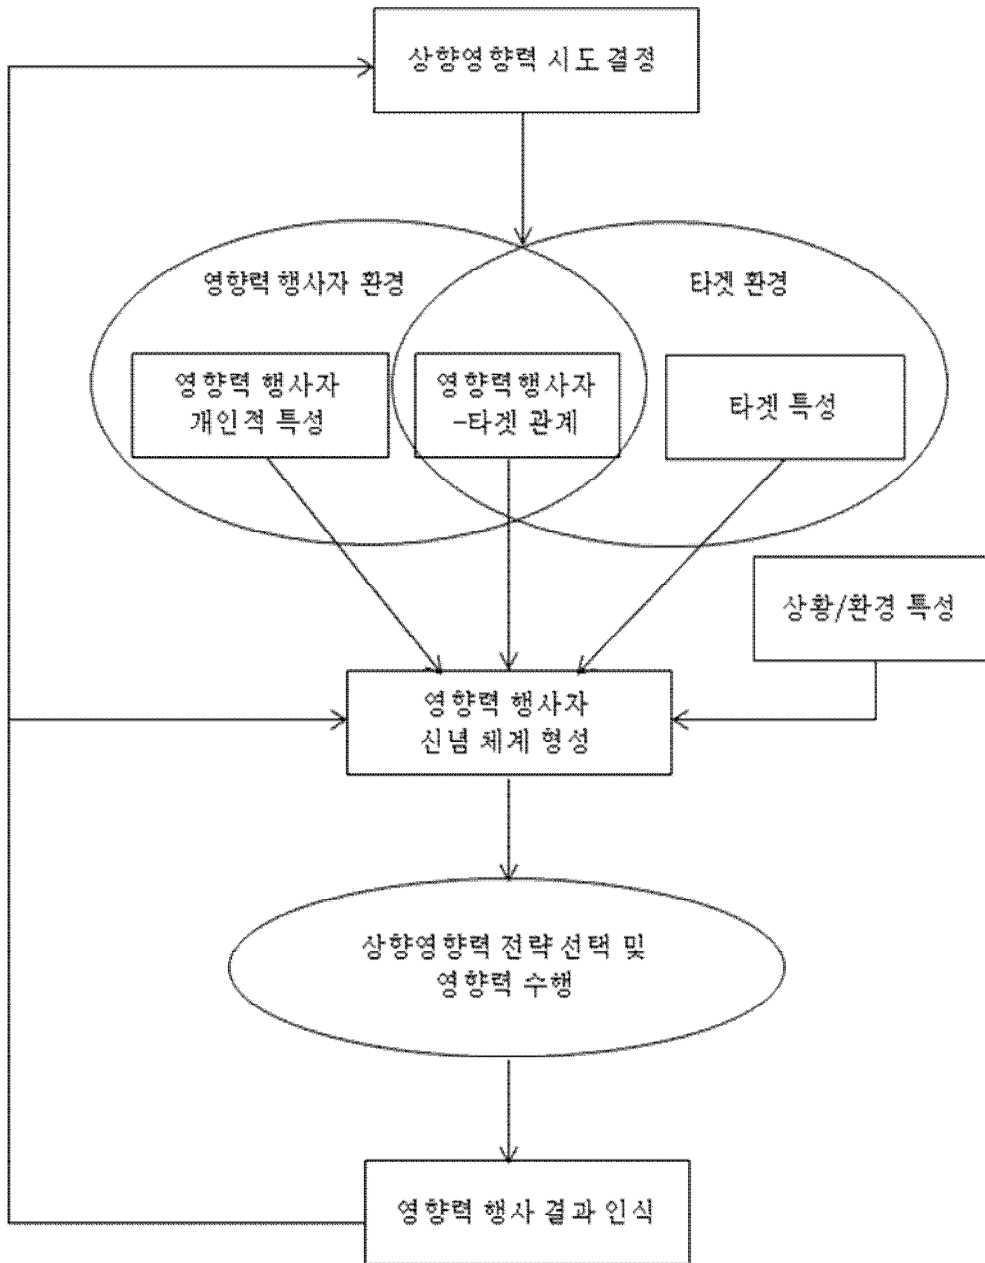 상향영향력 시도 결정
영향력 행사자 환경
타겟 환경
영향력 행사자
개인적 특성
영향력행사자
-타겟 관계
타겟 특성
상황/환경 특성
영향력 행사자
신념 체계 형성
상향영향력 전략 선택 및
영향력 수행
영향력 행사 결과 인식